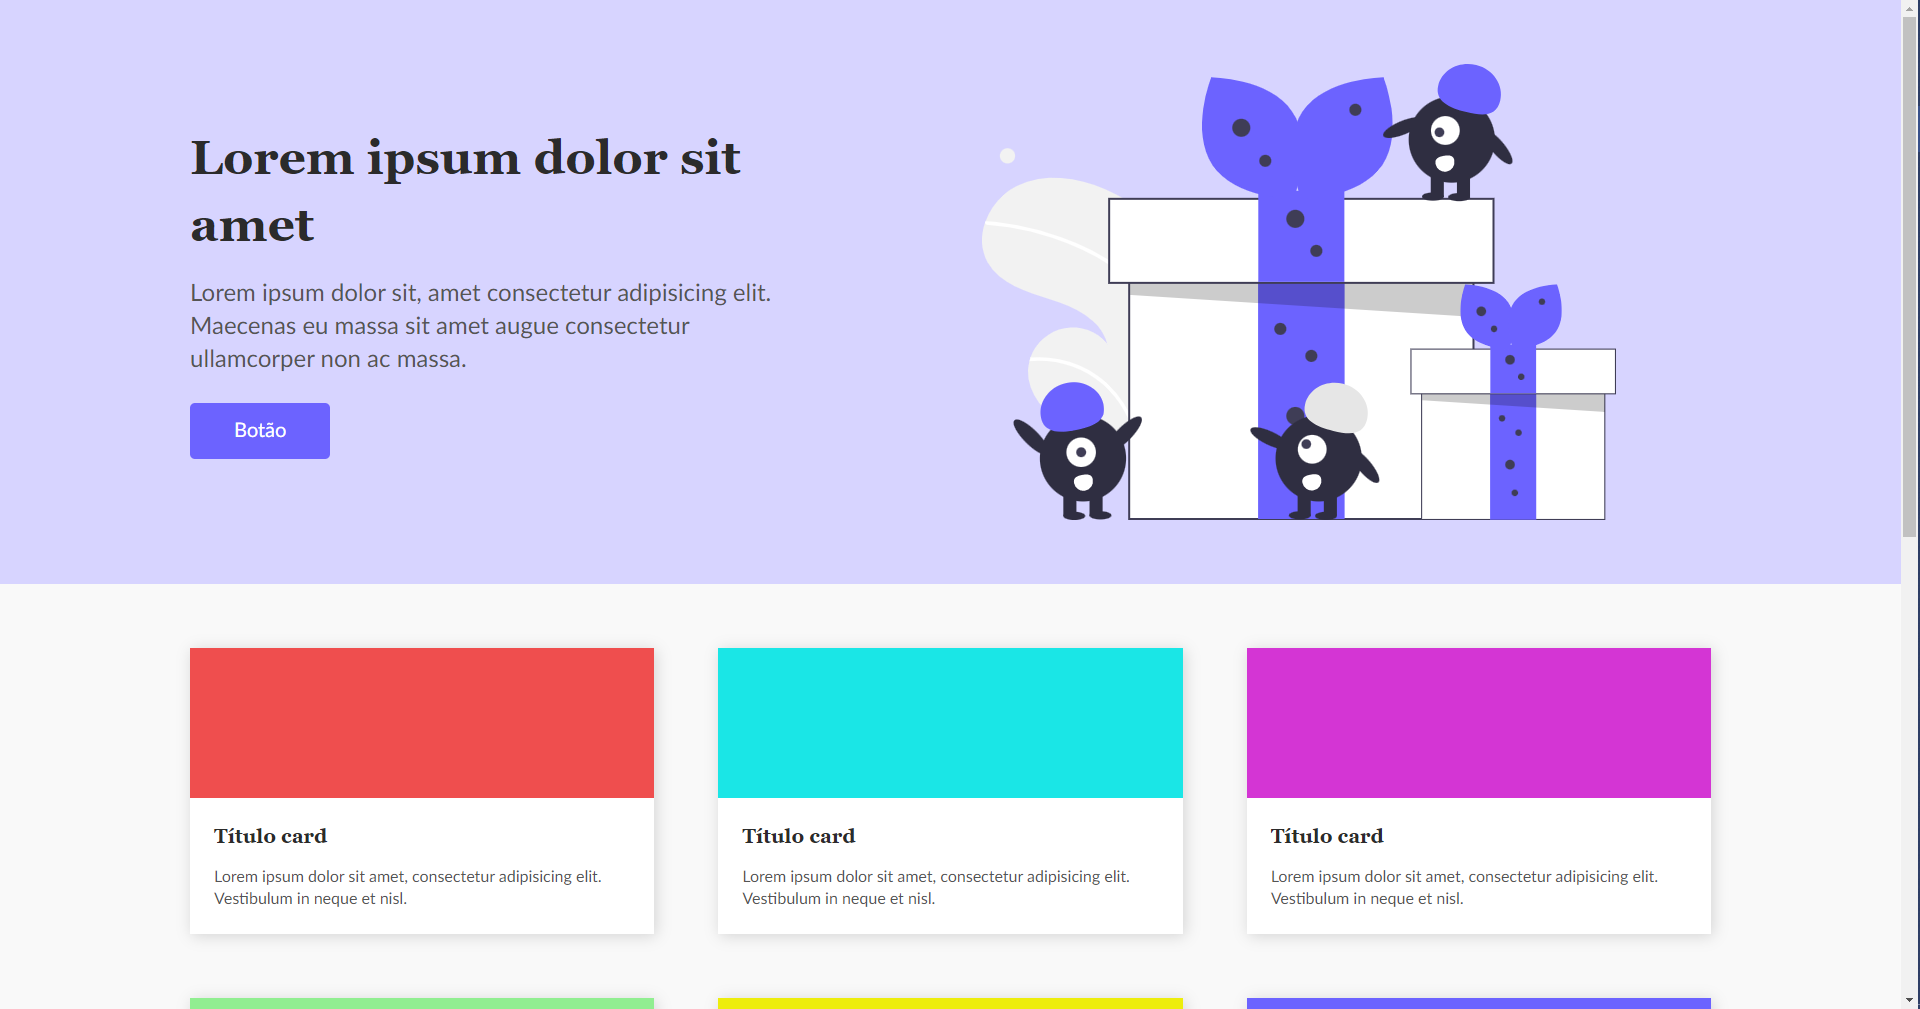 Lorem ipsum dolor sit
amet
Lorem ipsum dolor sit, amet consectetur adipisicing elit.
Maecenas eu massa sit amet augue consectetur
ullamcorper non ac massa.
Botão
Título card
Lorem ipsum dolor sit amet, consectetur adipisicing elit.
Vestibulum in neque et nisl.
Título card
Lorem ipsum dolor sit amet, consectetur adipisicing elit.
Vestibulum in neque et nisl.
Título card
Lorem ipsum dolor sit amet, consectetur adipisicing elit.
Vestibulum in neque et nisl.